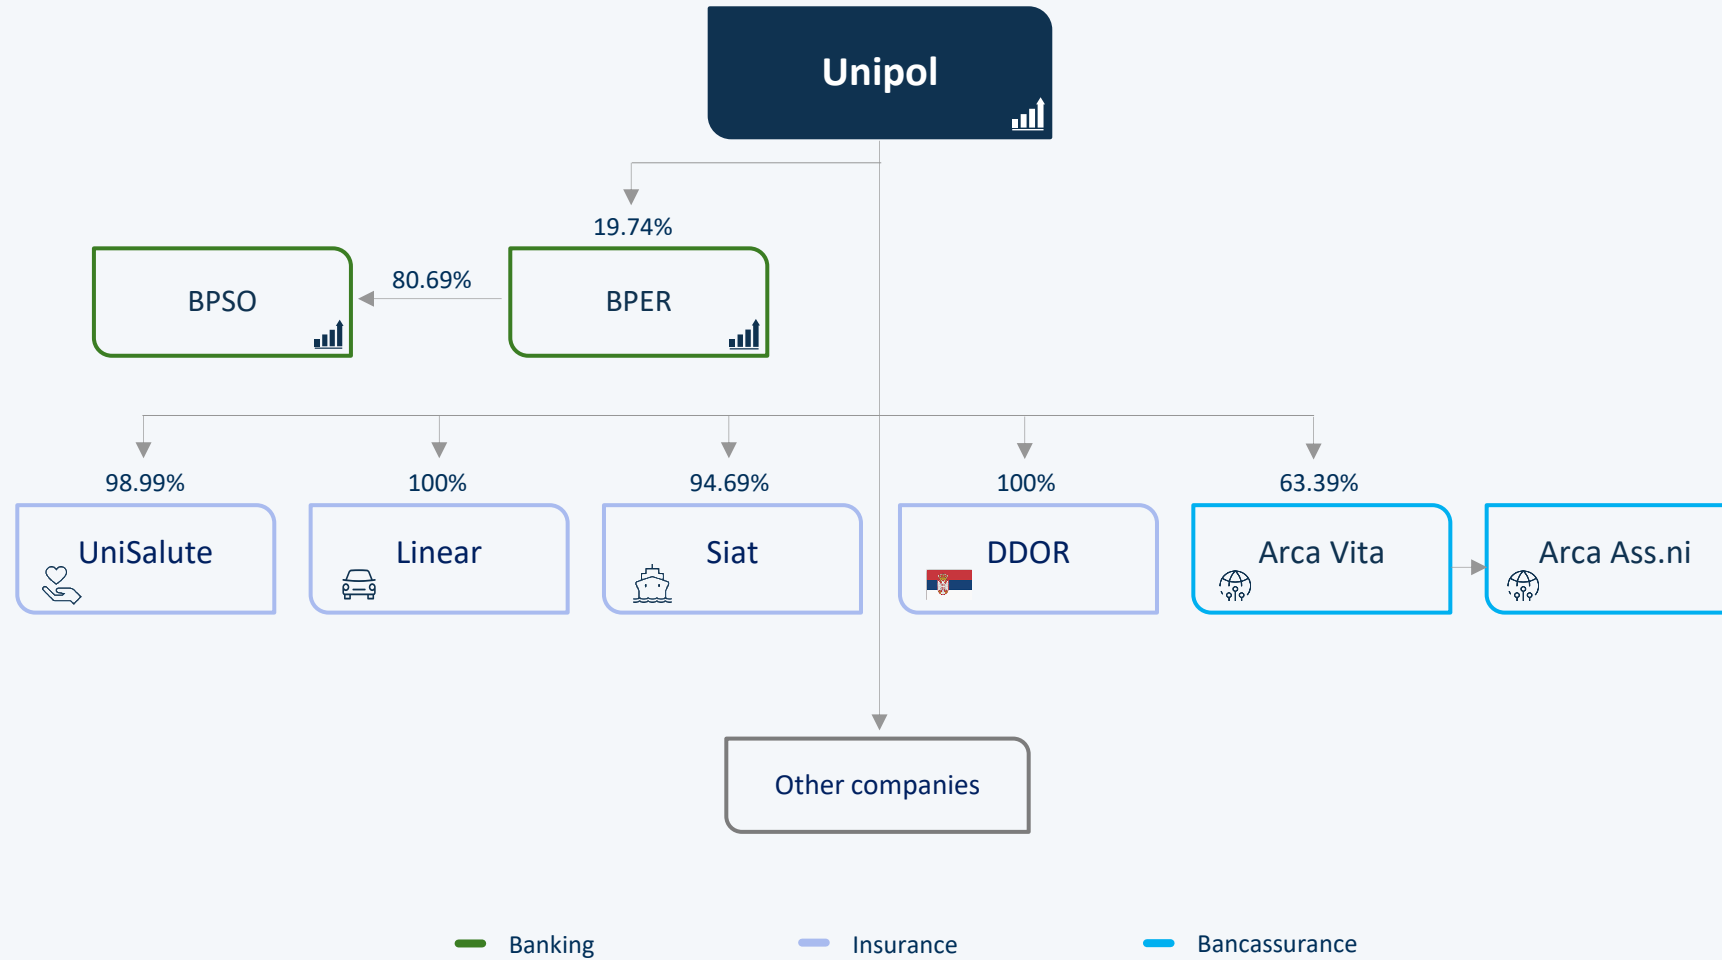 Unipol
19.74%
BPSO
80.69%
BPER
98.99%
100%
94.69%
100%
63.39%
UniSalute
Linear
Siat
DDOR
Arca Vita
Arca Ass.ni
Other companies
Banking
Insurance
Bancassurance